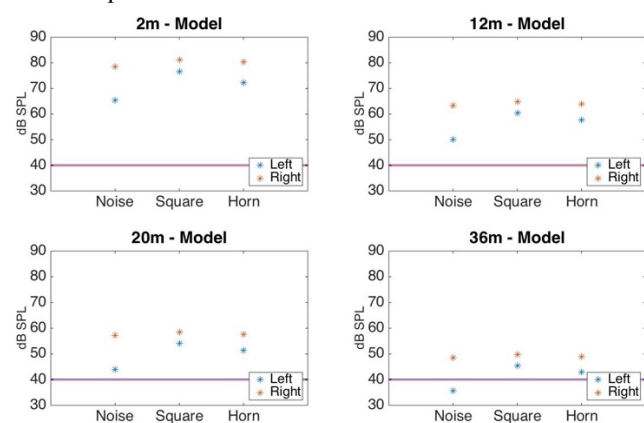 2m - Model
90
80
70
60
50
40
30
dB SPL
Noise Square Horn
Left
Right
12m - Model
90
80
70
60
50
40
30
dB SPL
Noise Square Horn
Left
Right
20m - Model
90
80
70
60
50
40
30
dB SPL
Noise Square Horn
Left
Right
36m - Model
90
80
70
60
50
40
30
dB SPL
Noise Square Horn
Left
Right